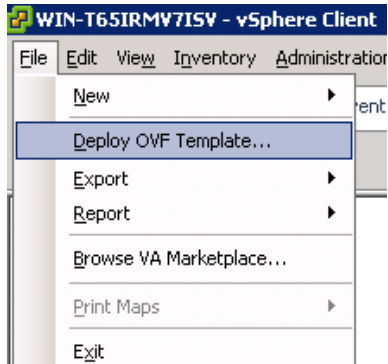 WIN-T65IRMV7ISV - vSphere Client
File Edit View Inventory Administration
New
Deploy OVF Template...
Export
Report
Browse VA Marketplace...
Print Maps
Exit